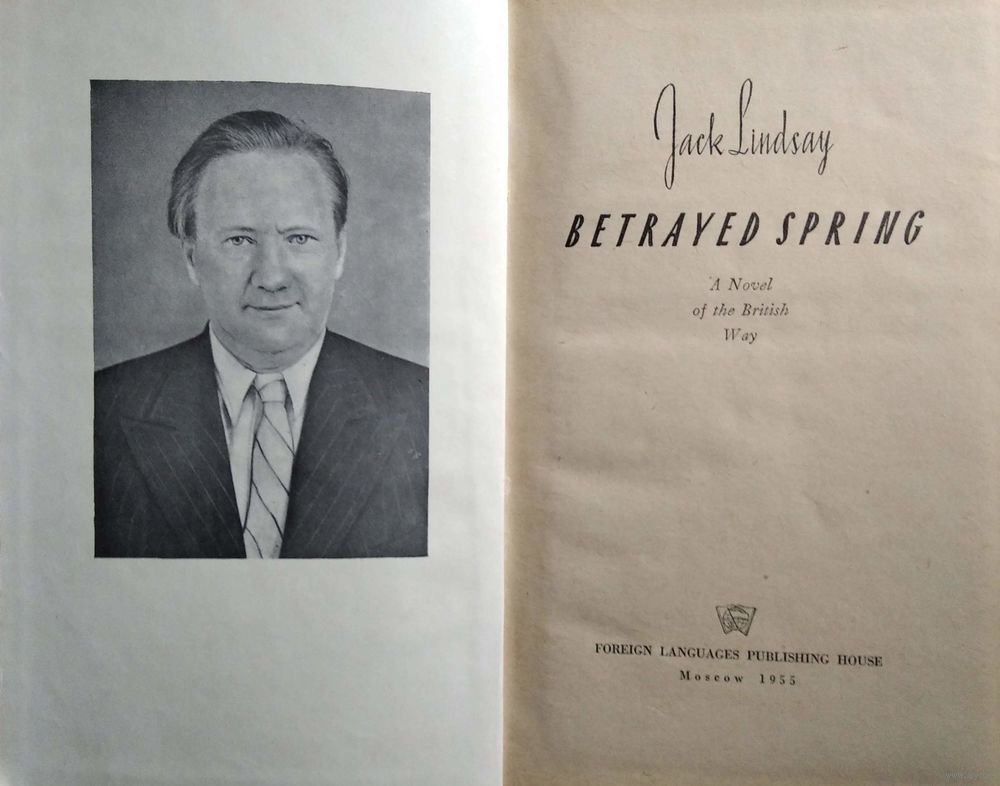 Jack Lindsay
BETRAYED SPRING
A Novel
of the British
Way
FOREIGN LANGUAGES PUBLISHING HOUSE
Moscow 1955